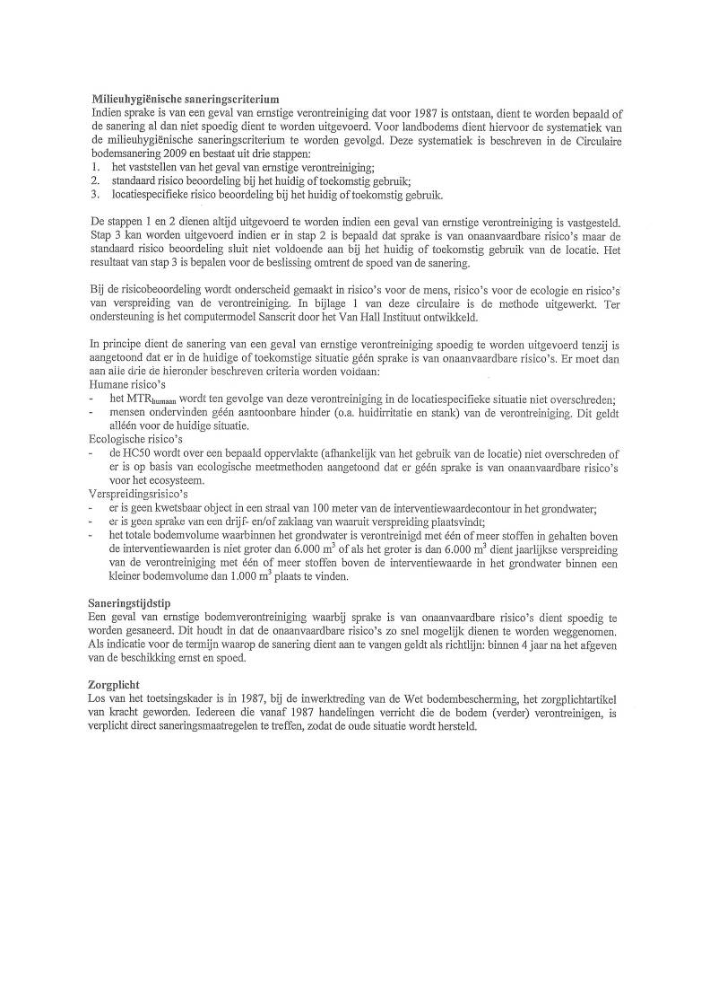 Milieuhygiënische saneringscriterium
Indien sprake is van een geval van ernstige verontreiniging dat voor 1987 is ontstaan, dient te worden bepaald of
de sanering al dan niet spoedig dient te worden uitgevoerd. Voor landbodems dient hiervoor de systematiek van
de milieuhygiënische saneringscriterium te worden gevolgd. Deze systematiek is beschreven in de Circulaire
bodemsanering 2009 en bestaat uit drie stappen:
1. het vaststellen van het geval van ernstige verontreiniging;
2. standaard risico beoordeling bij het huidig of toekomstig gebruik;
3. locatiespecifieke risico beoordeling bij het huidig of toekomstig gebruik.

De stappen 1 en 2 dienen altijd uitgevoerd te worden indien een geval van ernstige verontreiniging is vastgesteld.
Stap 3 kan worden uitgevoerd indien er in stap 2 is bepaald dat sprake is van onaanvaardbare risico's maar de
standaard risico beoordeling sluit niet voldoende aan bij het huidig of toekomstig gebruik van de locatie. Het
resultaat van stap 3 is bepalen voor de beslissing omtrent de spoed van de sanering.

Bij de risicobeoordeling wordt onderscheid gemaakt in risico's voor de mens, risico's voor de ecologie en risico's
van verspreiding van de verontreiniging. In bijlage 1 van deze circulaire is de methode uitgewerkt. Ter
ondersteuning is het computermodel Sanscrit door het Van Hall Instituut ontwikkeld.

In principe dient de sanering van een geval van ernstige verontreiniging spoedig te worden uitgevoerd tenzij is
aangetoond dat er in de huidige of toekomstige situatie géén sprake is van onaanvaardbare risico's. Er moet dan
aan alle drie de hieronder beschreven criteria worden voldaan:
Humane risico's
- het MTRhumaan wordt ten gevolge van deze verontreiniging in de locatiespecifieke situatie niet overschreden;
- mensen ondervinden géén aantoonbare hinder (o.a. huidirritatie en stank) van de verontreiniging. Dit geldt
alléén voor de huidige situatie.
Ecologische risico's
- de HC50 wordt over een bepaald oppervlakte (afhankelijk van het gebruik van de locatie) niet overschreden of
er is op basis van ecologische meetmethoden aangetoond dat er géén sprake is van onaanvaardbare risico's
voor het ecosysteem.
Verspreidingsrisico's
- er is geen kwetsbaar object in een straal van 100 meter van de interventiewaardecontour in het grondwater;
- er is geen sprake van een drijf- en/of zaklaag van waaruit verspreiding plaatsvindt;
- het totale bodemvolume waarbinnen het grondwater is verontreinigd met één of meer stoffen in gehalten boven
de interventiewaarden is niet groter dan 6.000 m³ of als het groter is dan 6.000 m³ dient jaarlijkse verspreiding
van de verontreiniging met één of meer stoffen boven de interventiewaarde in het grondwater binnen een
kleiner bodemvolume dan 1.000 m³ plaats te vinden.

Saneringstijdstip
Een geval van ernstige bodemverontreiniging waarbij sprake is van onaanvaardbare risico's dient spoedig te
worden gesaneerd. Dit houdt in dat de onaanvaardbare risico's zo snel mogelijk dienen te worden weggenomen.
Als indicatie voor de termijn waarop de sanering dient aan te vangen geldt als richtlijn: binnen 4 jaar na het afgeven
van de beschikking ernst en spoed.

Zorgplicht
Los van het toetsingskader is in 1987, bij de inwerktreding van de Wet bodembescherming, het zorgplichtartikel
van kracht geworden. Iedereen die vanaf 1987 handelingen verricht die de bodem (verder) verontreinigen, is
verplicht direct saneringsmaatregelen te treffen, zodat de oude situatie wordt hersteld.